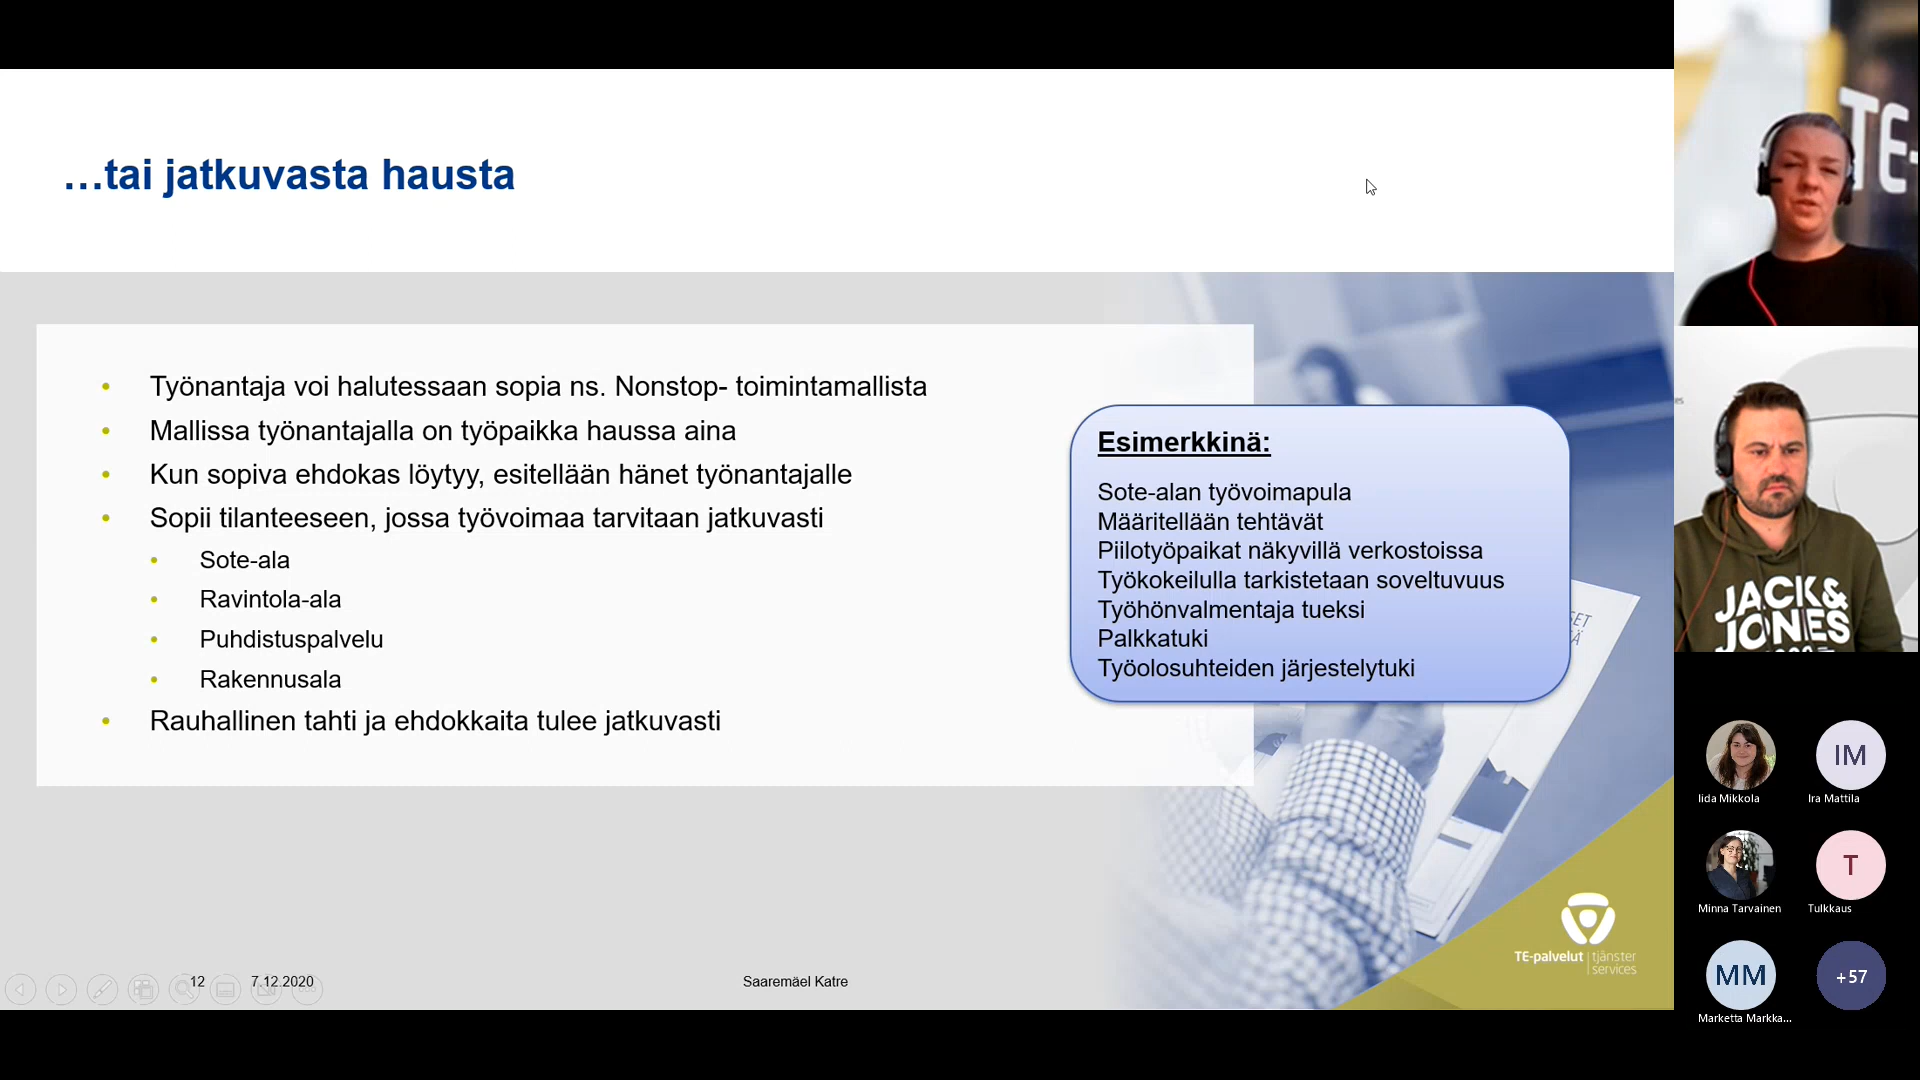 …tai jatkuvasta hausta
Työnantaja voi halutessaan sopia ns. Nonstop- toimintamallista
Mallissa työnantajalla on työpaikka haussa aina
Kun sopiva ehdokas löytyy, esitellään hänet työnantajalle
Sopii tilanteeseen, jossa työvoimaa tarvitaan jatkuvasti
Sote-ala
Ravintola-ala
Puhdistuspalvelu
Rakennusala
Rauhallinen tahti ja ehdokkaita tulee jatkuvasti
Esimerkkinä:
Sote-alan työvoimapula
Määritellään tehtävät
Piilotyöpaikat näkyvillä verkostoissa
Työkokeilulla tarkistetaan soveltuvuus
Työhönvalmentaja tueksi
Palkkatuki
Työolosuhteiden järjestelytuki
TE-palvelut | tjänster
services
12
7.12.2020
Saaremäel Katre
TE-
JACK&
JONES
Iida Mikkola
IM
Ira Mattila
Minna Tarvainen
T
Tulkkaus
MM
Marketta Markka...
+57